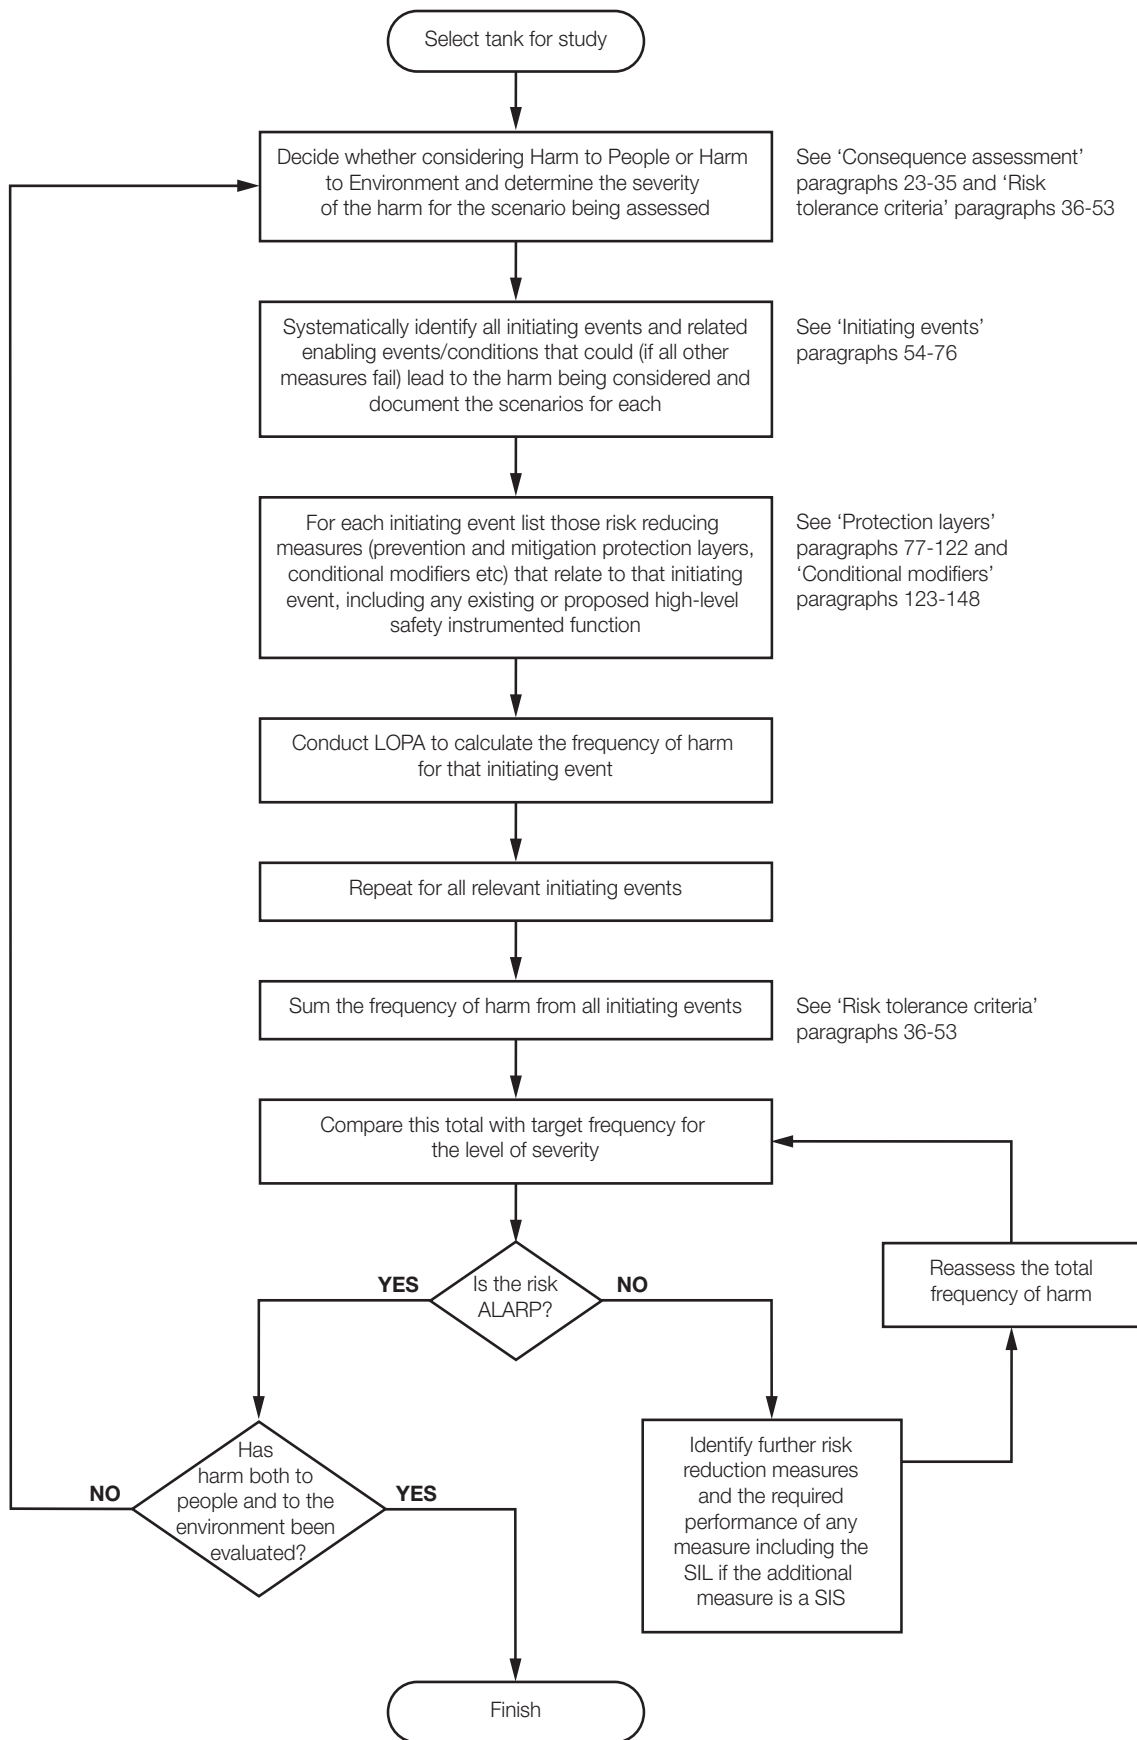 Select tank for study
Decide whether considering Harm to People or Harm
to Environment and determine the severity
of the harm for the scenario being assessed
See ‘Consequence assessment’
paragraphs 23-35 and ‘Risk
tolerance criteria’ paragraphs 36-53
Systematically identify all initiating events and related
enabling events/conditions that could (if all other
measures fail) lead to the harm being considered and
document the scenarios for each
See ‘Initiating events’
paragraphs 54-76
For each initiating event list those risk reducing
measures (prevention and mitigation protection layers,
conditional modifiers etc) that relate to that initiating
event, including any existing or proposed high-level
safety instrumented function
See ‘Protection layers’
paragraphs 77-122 and
‘Conditional modifiers’
paragraphs 123-148
Conduct LOPA to calculate the frequency of harm
for that initiating event
Repeat for all relevant initiating events
Sum the frequency of harm from all initiating events
See ‘Risk tolerance criteria’
paragraphs 36-53
Compare this total with target frequency for
the level of severity
Is the risk
ALARP?
YES
NO
Reassess the total
frequency of harm
Has
harm both to
people and to the
environment been
evaluated?
NO
YES
Identify further risk
reduction measures
and the required
performance of any
measure including the
SIL if the additional
measure is a SIS
Finish